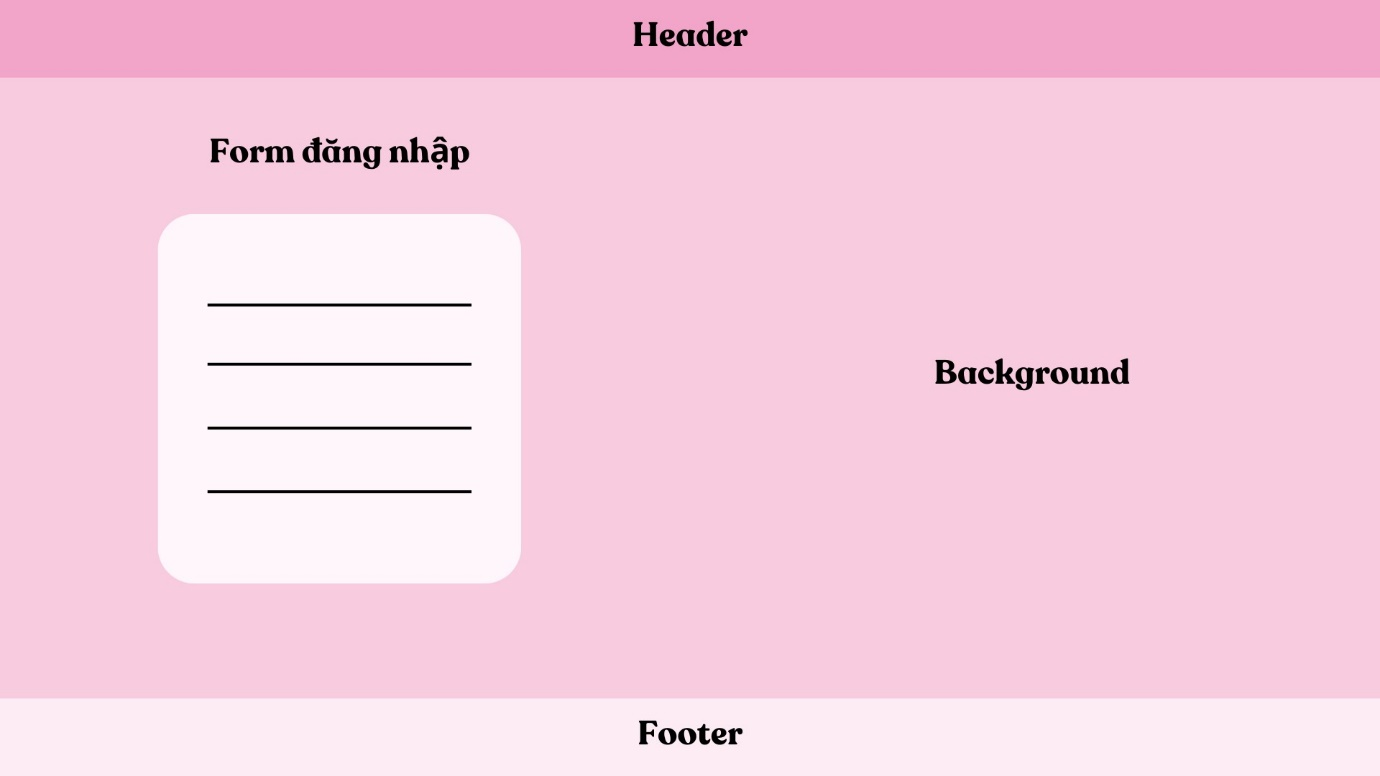 Header
Form đăng nhập
Background
Footer